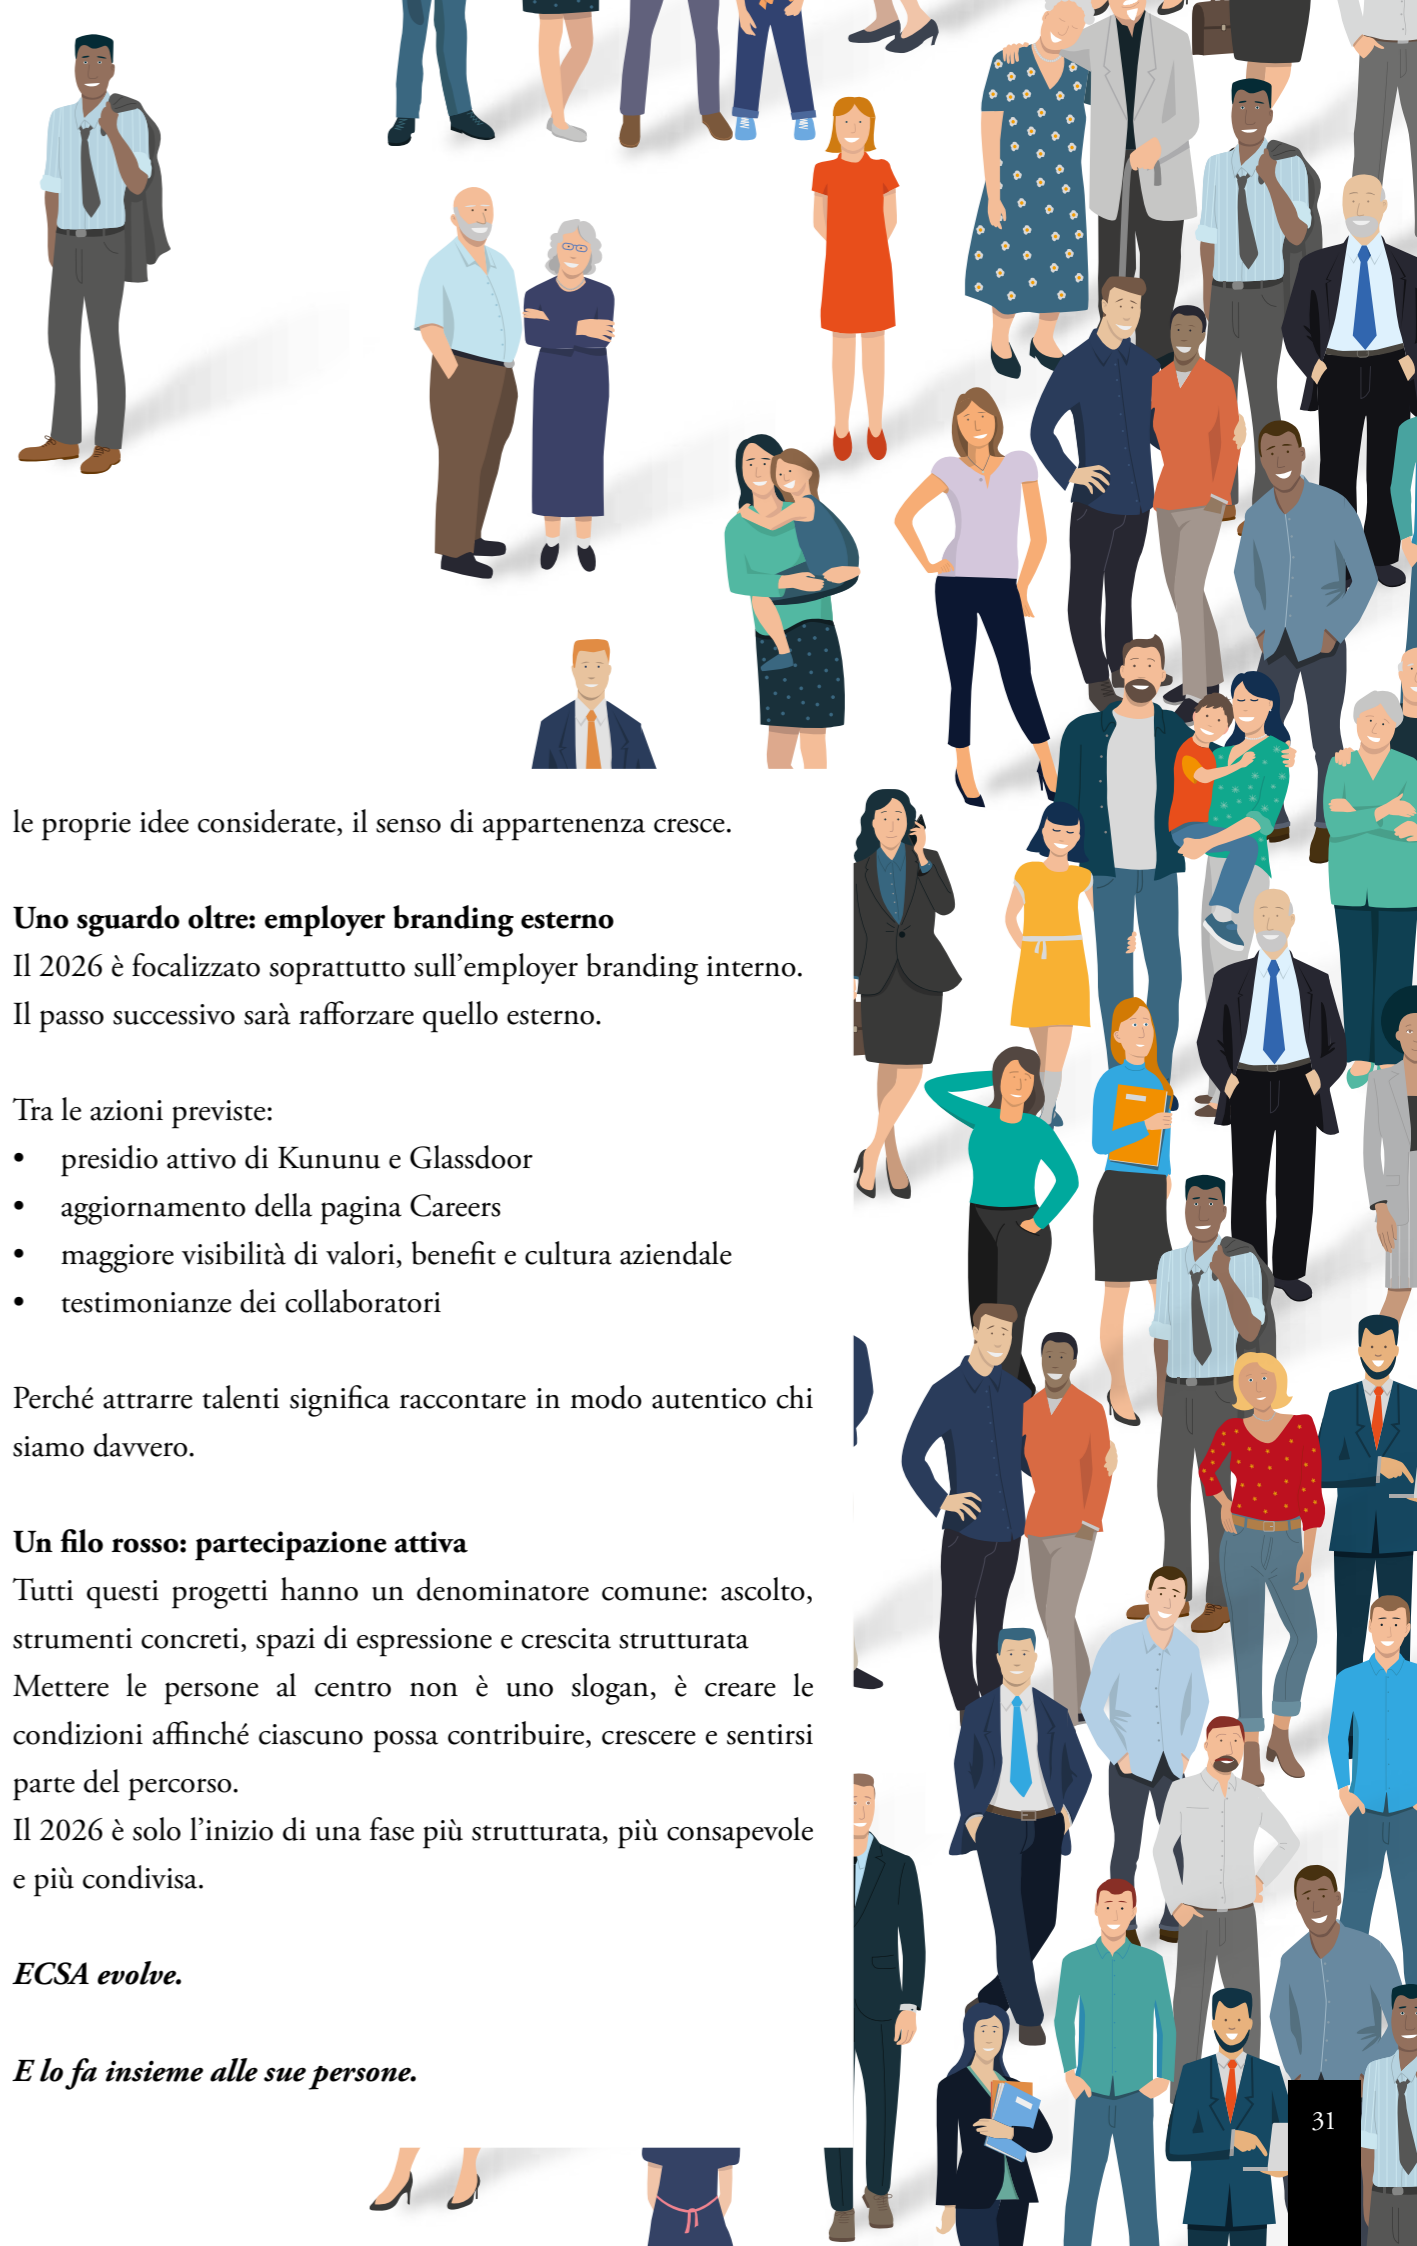 le proprie idee considerate, il senso di appartenenza cresce.
Uno sguardo oltre: employer branding esterno
Il 2026 è focalizzato soprattutto sull'employer branding interno.
Il passo successivo sarà rafforzare quello esterno.
Tra le azioni previste:
• presidio attivo di Kununu e Glassdoor
• aggiornamento della pagina Careers
• maggiore visibilità di valori, benefit e cultura aziendale
• testimonianze dei collaboratori
Perché attrarre talenti significa raccontare in modo autentico chi
siamo davvero.
Un filo rosso: partecipazione attiva
Tutti questi progetti hanno un denominatore comune: ascolto,
strumenti concreti, spazi di espressione e crescita strutturata
Mettere le persone al centro non è uno slogan, è creare le
condizioni affinché ciascuno possa contribuire, crescere e sentirsi
parte del percorso.
Il 2026 è solo l'inizio di una fase più strutturata, più consapevole
e più condivisa.
ECSA evolve.
E lo fa insieme alle sue persone.
31